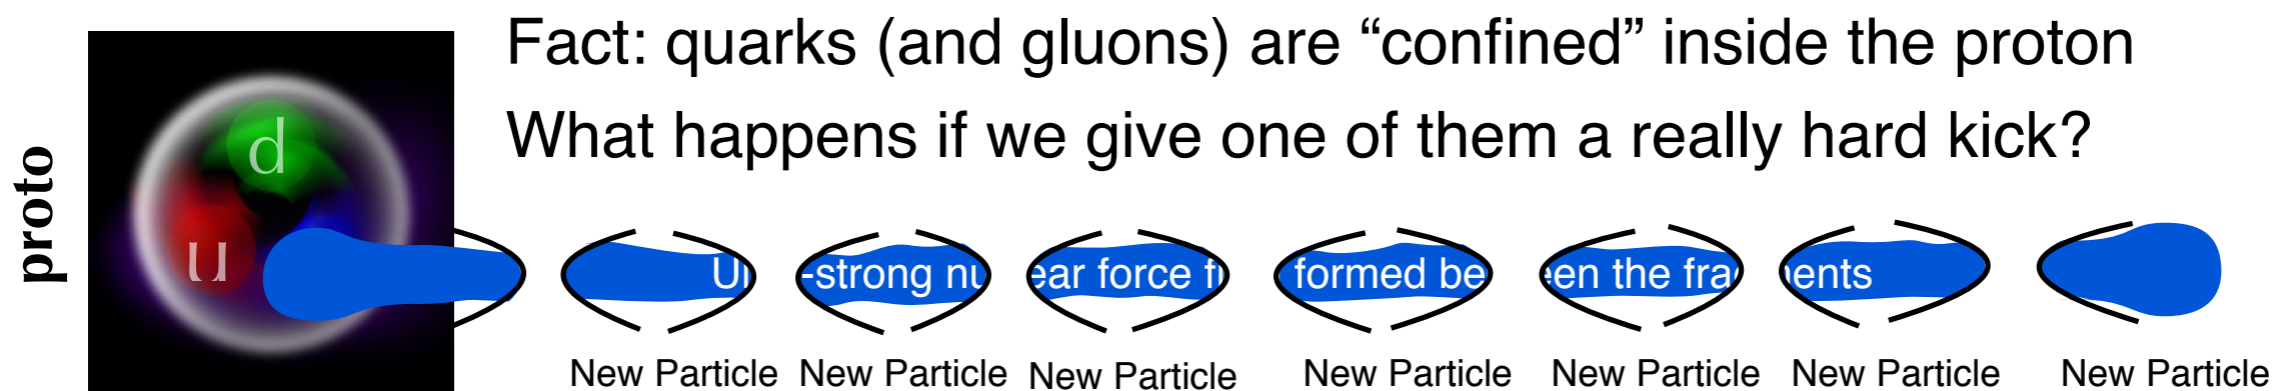 Fact: quarks (and gluons) are “confined” inside the proton
What happens if we give one of them a really hard kick?
proto
d
u
-strong nu ear force f formed be en the fra ents
New Particle New Particle New Particle New Particle New Particle New Particle New Particle